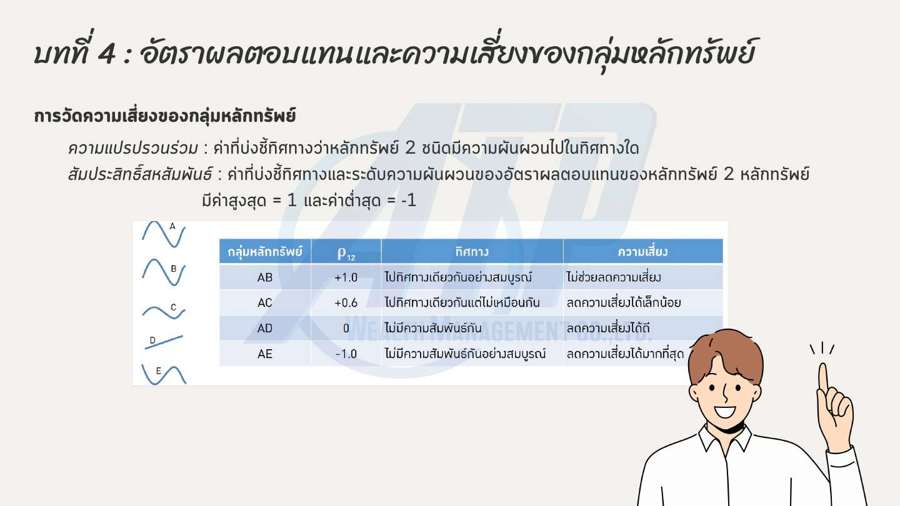 บทที่ 4 : อัตราผลตอบแทนและความเสี่ยงของกลุ่มหลักทรัพย์
การวัดความเสี่ยงของกลุ่มหลักทรัพย์
ความแปรปรวนร่วม : ค่าที่บ่งชี้ทิศทางว่าหลักทรัพย์ 2 ชนิดมีความผันผวนไปในทิศทางใด
สัมประสิทธิ์สหสัมพันธ์ : ค่าที่บ่งชี้ทิศทางและระดับความผันผวนของอัตราผลตอบแทนของหลักทรัพย์ 2 หลักทรัพย์
มีค่าสูงสุด = 1 และค่าต่ำสุด = -1
A
B
C
D
E
กลุ่มหลักทรัพย์ ρ12 ทิศทาง ความเสี่ยง
AB +1.0 ไปทิศทางเดียวกันอย่างสมบูรณ์ ไม่ช่วยลดความเสี่ยง
AC +0.6 ไปทิศทางเดียวกันแต่ไม่เหมือนกัน ลดความเสี่ยงได้เล็กน้อย
AD 0 ไม่มีความสัมพันธ์กัน ลดความเสี่ยงได้ดี
AE -1.0 ไม่มีความสัมพันธ์กันอย่างสมบูรณ์ ลดความเสี่ยงได้มากที่สุด
ATP
WEALTH MANAGEMENT CO.,LTD.